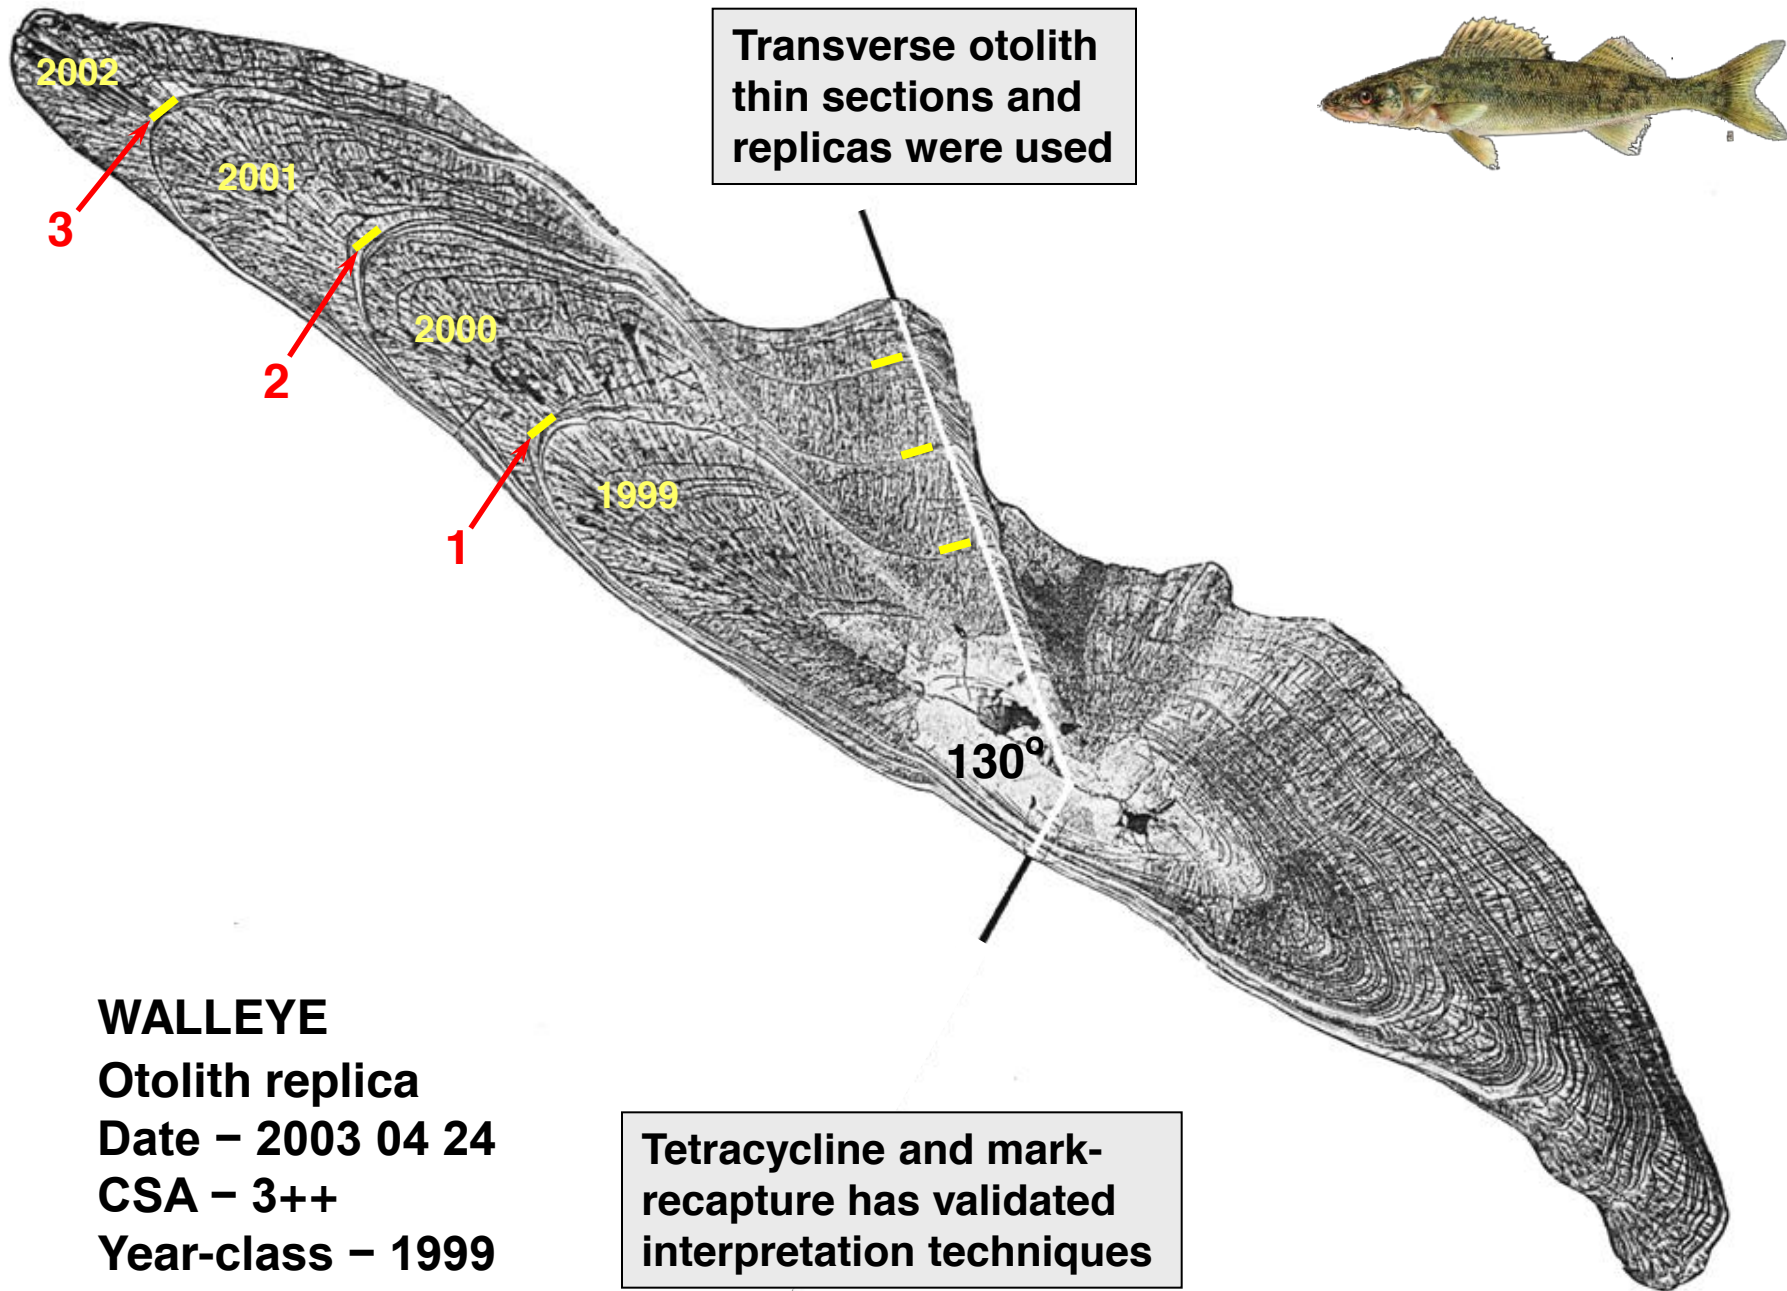 Transverse otolith
thin sections and
replicas were used
2002
2001
3
2000
2
1999
1
130°
WALLEYE
Otolith replica
Date – 2003 04 24
CSA – 3++
Year-class – 1999
Tetracycline and mark-
recapture has validated
interpretation techniques